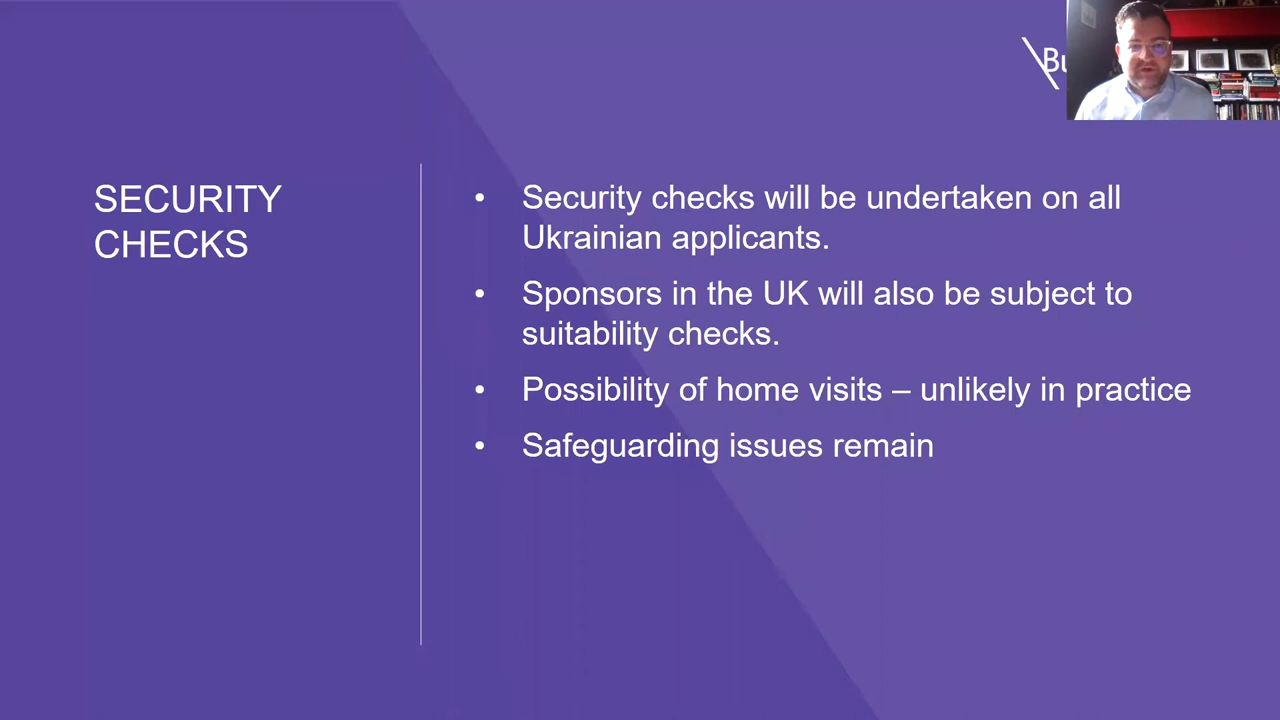 SECURITY
CHECKS
• Security checks will be undertaken on all
Ukrainian applicants.
• Sponsors in the UK will also be subject to
suitability checks.
• Possibility of home visits – unlikely in practice
• Safeguarding issues remain